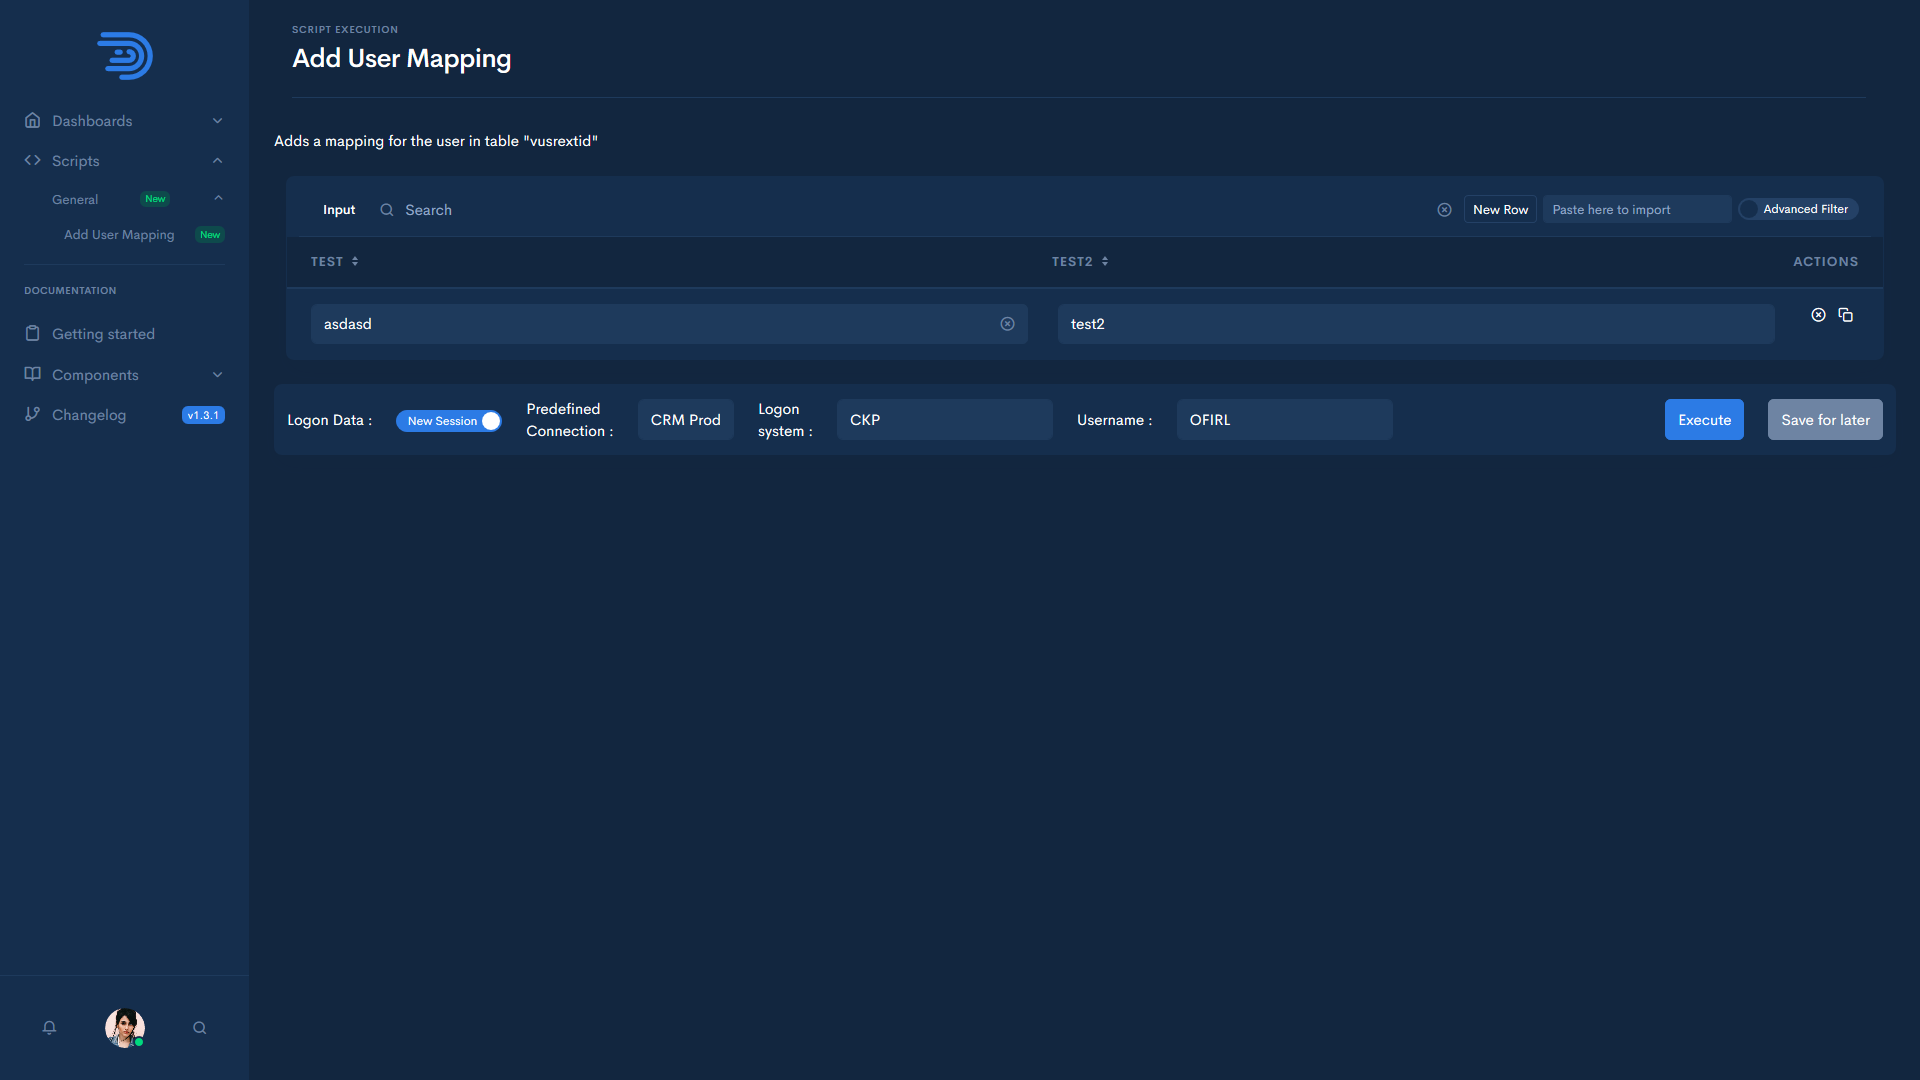 SCRIPT EXECUTION
Add User Mapping
Dashboards
Scripts
General New
Add User Mapping New
DOCUMENTATION
Getting started
Components
Changelog v1.3.1
Adds a mapping for the user in table "vusrextid"
Input Search New Row Paste here to import Advanced Filter
TEST TEST2 ACTIONS
asdasd test2
Logon Data : New Session Predefined Connection : CRM Prod Logon system : CKP Username : OFIRL Execute Save for later